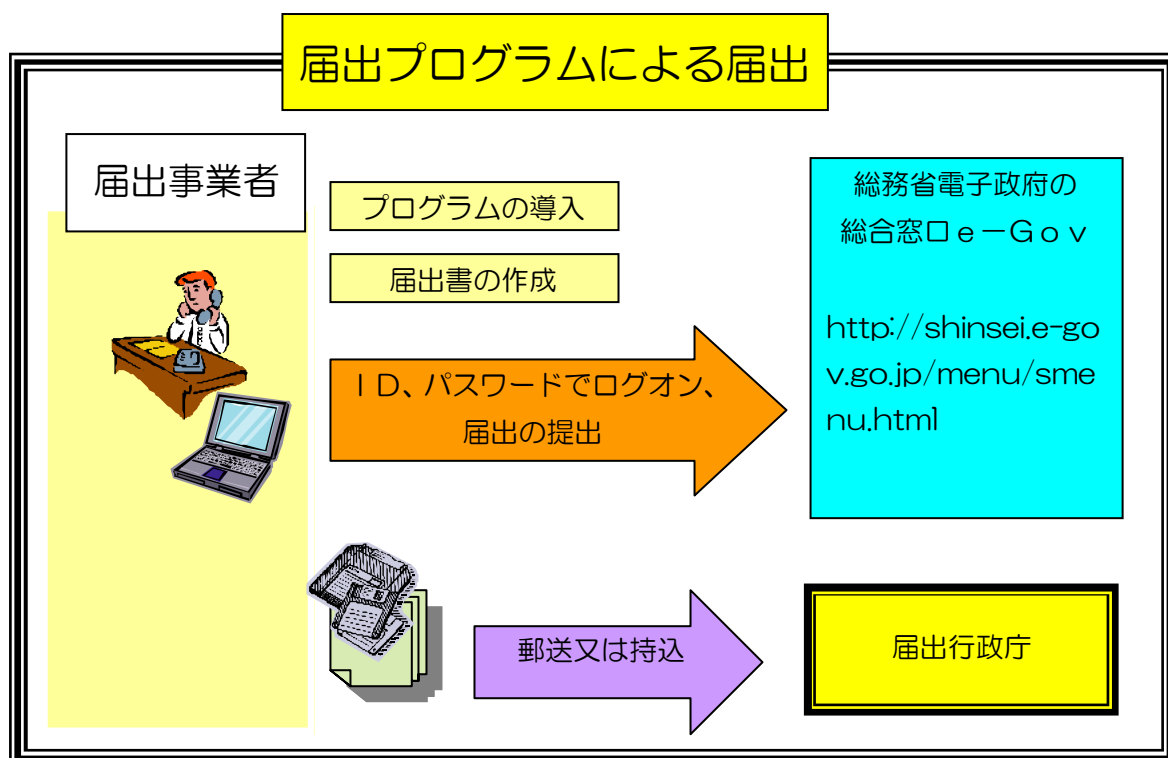 届出プログラムによる届出
届出事業者
プログラムの導入
届出書の作成
ＩＤ、パスワードでログオン、
届出の提出
総務省電子政府の
総合窓口ｅ－Ｇｏｖ
http://shinsei.e-go
v.go.jp/menu/sme
nu.html
郵送又は持込
届出行政庁